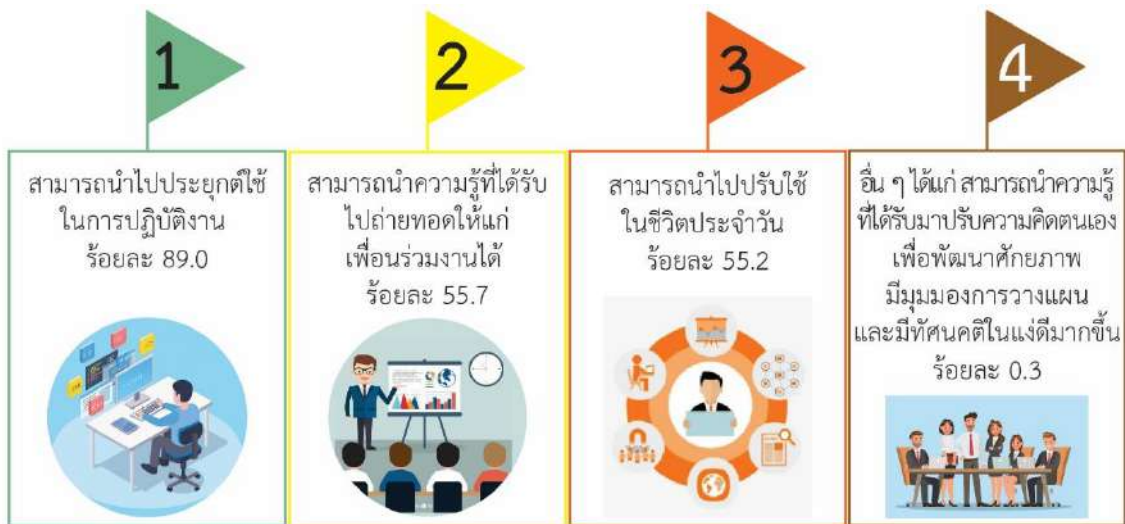 1
สามารถนำไปประยุกต์ใช้
ในการปฏิบัติงาน
ร้อยละ 89.0
2
สามารถนำความรู้ที่ได้รับ
ไปถ่ายทอดให้แก่
เพื่อนร่วมงานได้
ร้อยละ 55.7
3
สามารถนำไปปรับใช้
ในชีวิตประจำวัน
ร้อยละ 55.2
4
อื่น ๆ ได้แก่ สามารถนำความรู้
ที่ได้รับมาปรับความคิดตนเอง
เพื่อพัฒนาศักยภาพ
มีมุมมองการวางแผน
และมีทัศนคติในแง่ดีมากขึ้น
ร้อยละ 0.3